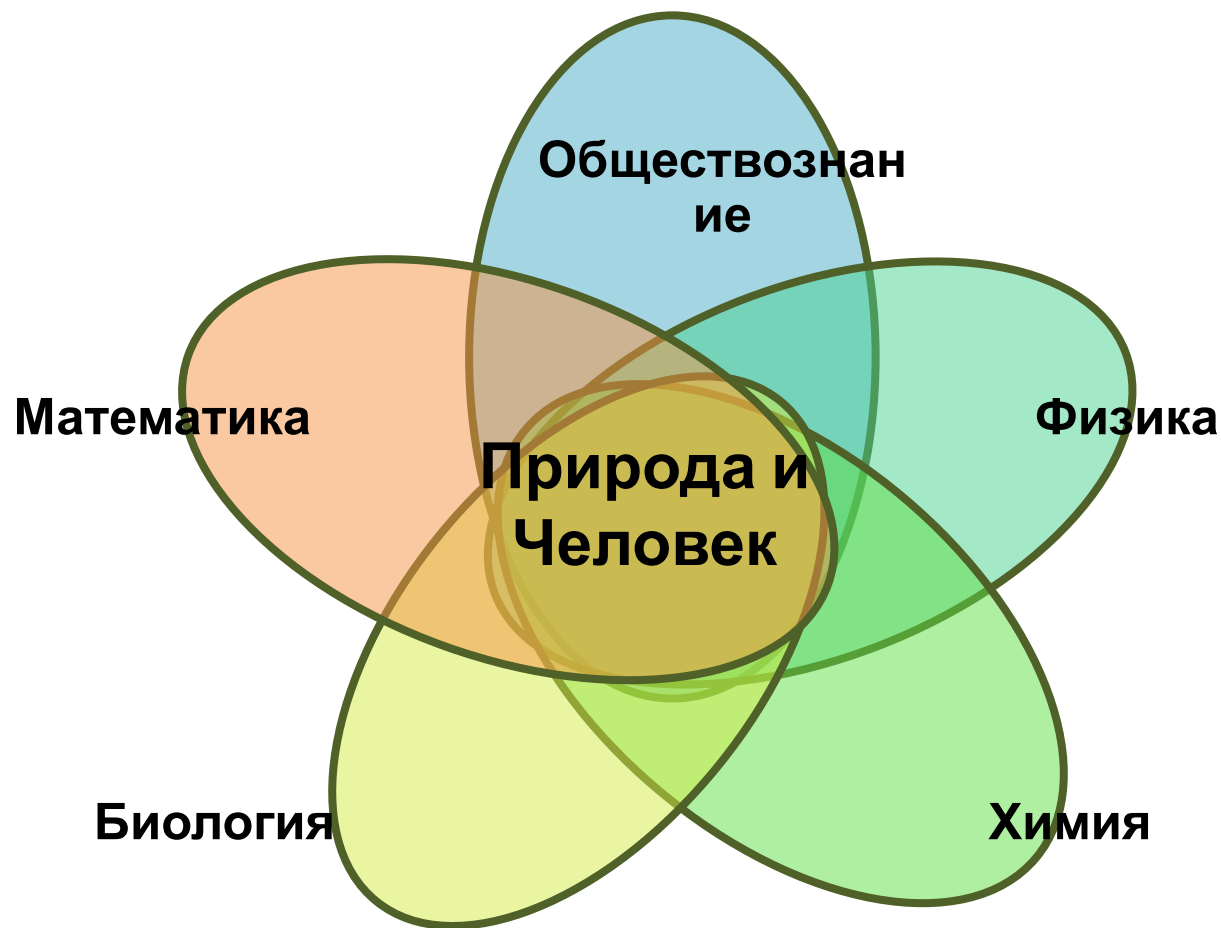 Обществознан
ие
Математика
Физика
Природа и
Человек
Биология
Химия